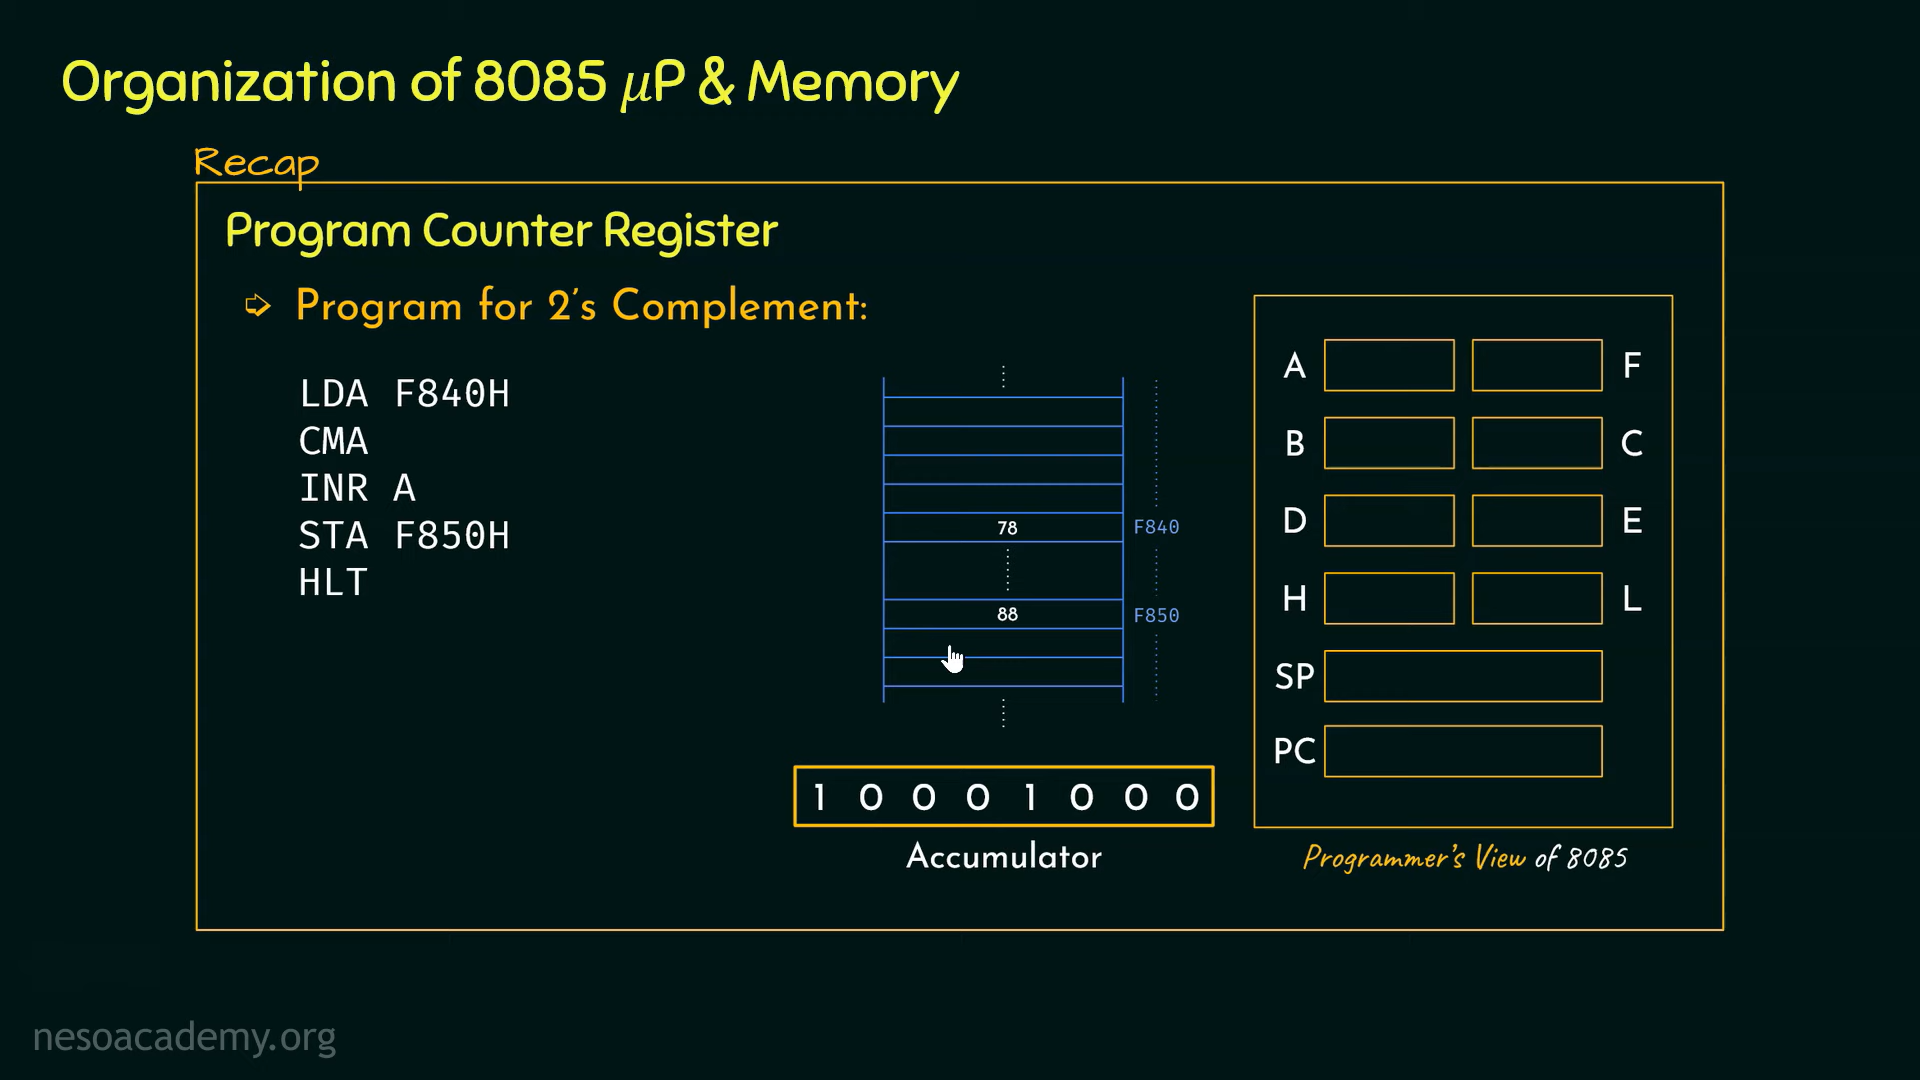 Organization of 8085 μP & Memory
Recap
Program Counter Register
➩ Program for 2's Complement:
LDA F840H
CMA
INR A
STA F850H
HLT
78 F840
88 F850
1 0 0 0 1 0 0 0
Accumulator
A F
B C
D E
H L
SP
PC
Programmer's View of 8085
nesoacademy.org